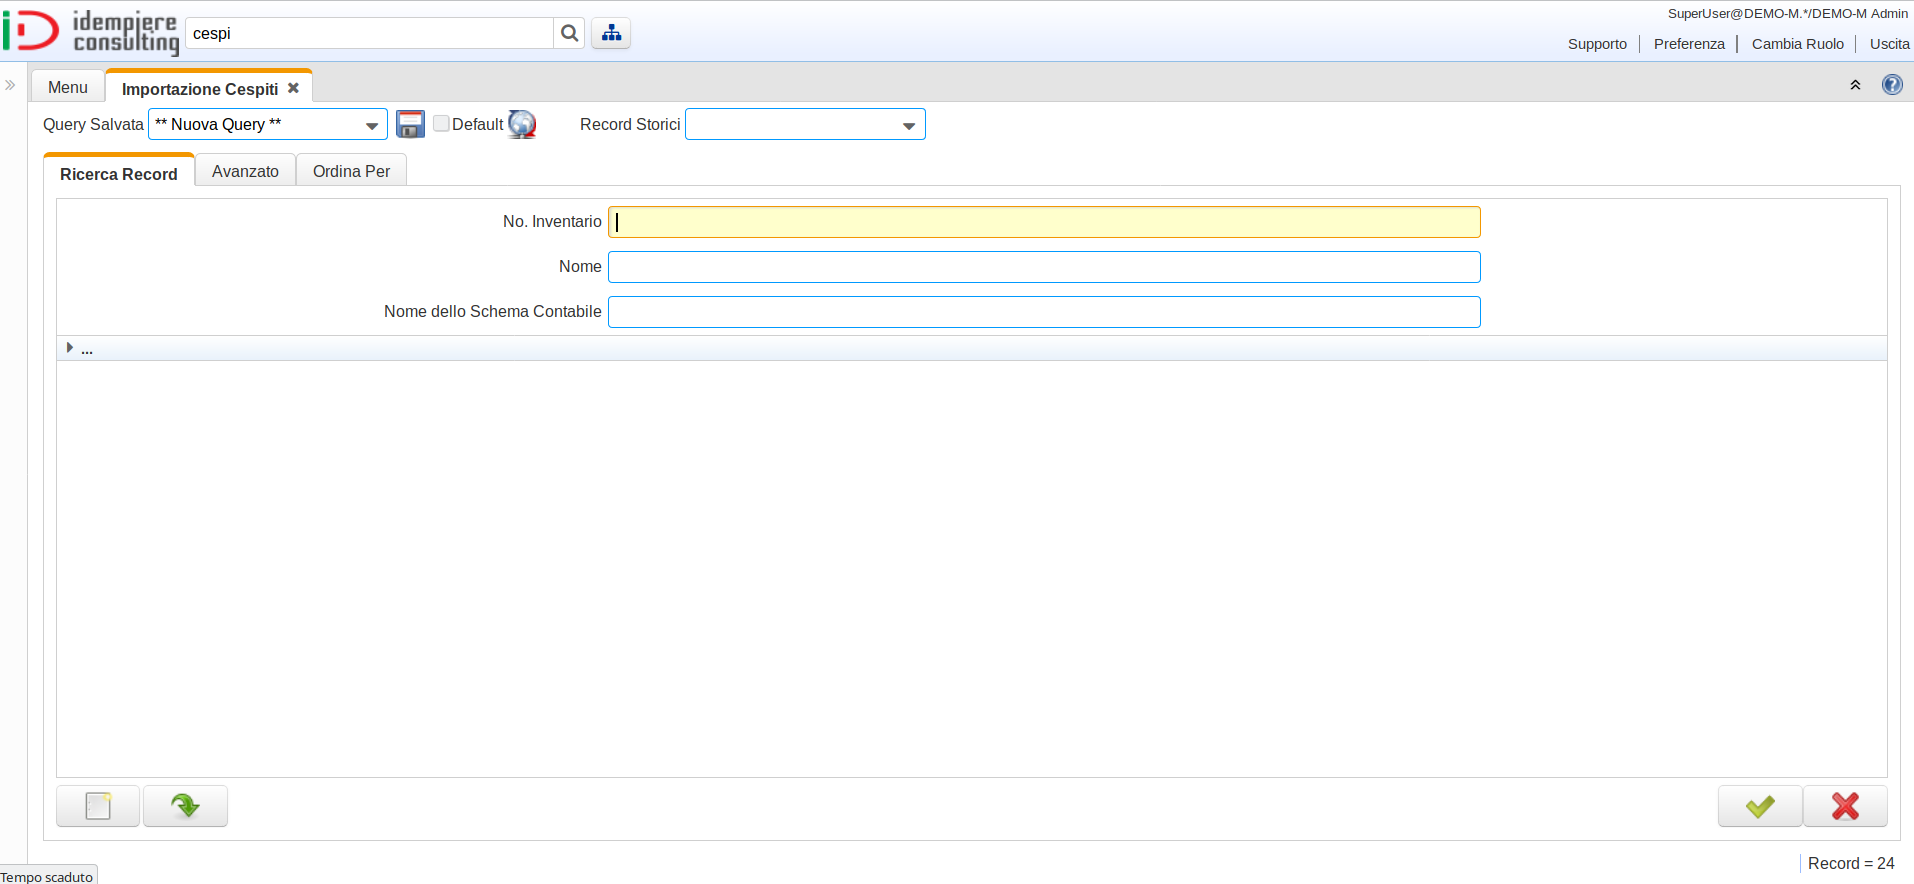 idempiere
consulting
cespi
SuperUser@DEMO-M.*/DEMO-M Admin
Supporto
Preferenza
Cambia Ruolo
Uscita
Menu
Importazione Cespiti
Query Salvata
** Nuova Query **
Default
Record Storici
Ricerca Record
Avanzato
Ordina Per
No. Inventario
Nome
Nome dello Schema Contabile
...
Record = 24
Tempo scaduto